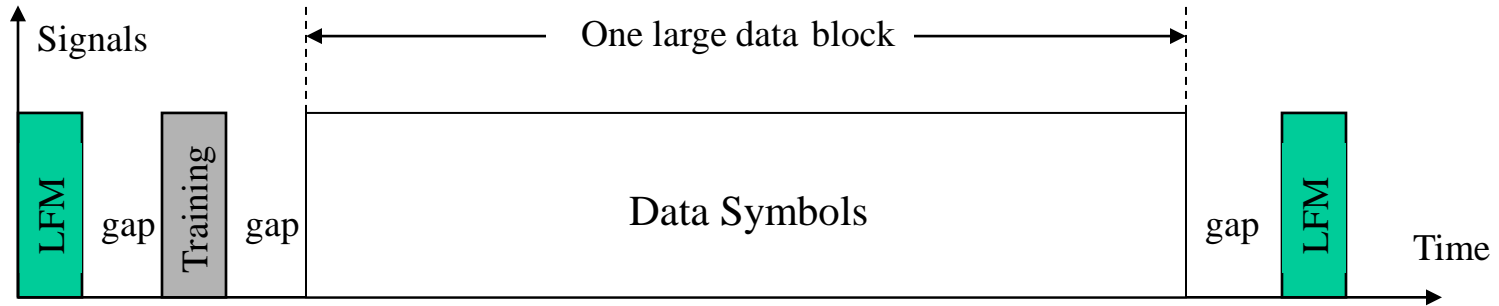 Signals
One large data block
LFM
gap
Training
gap
Data Symbols
gap
LFM
Time